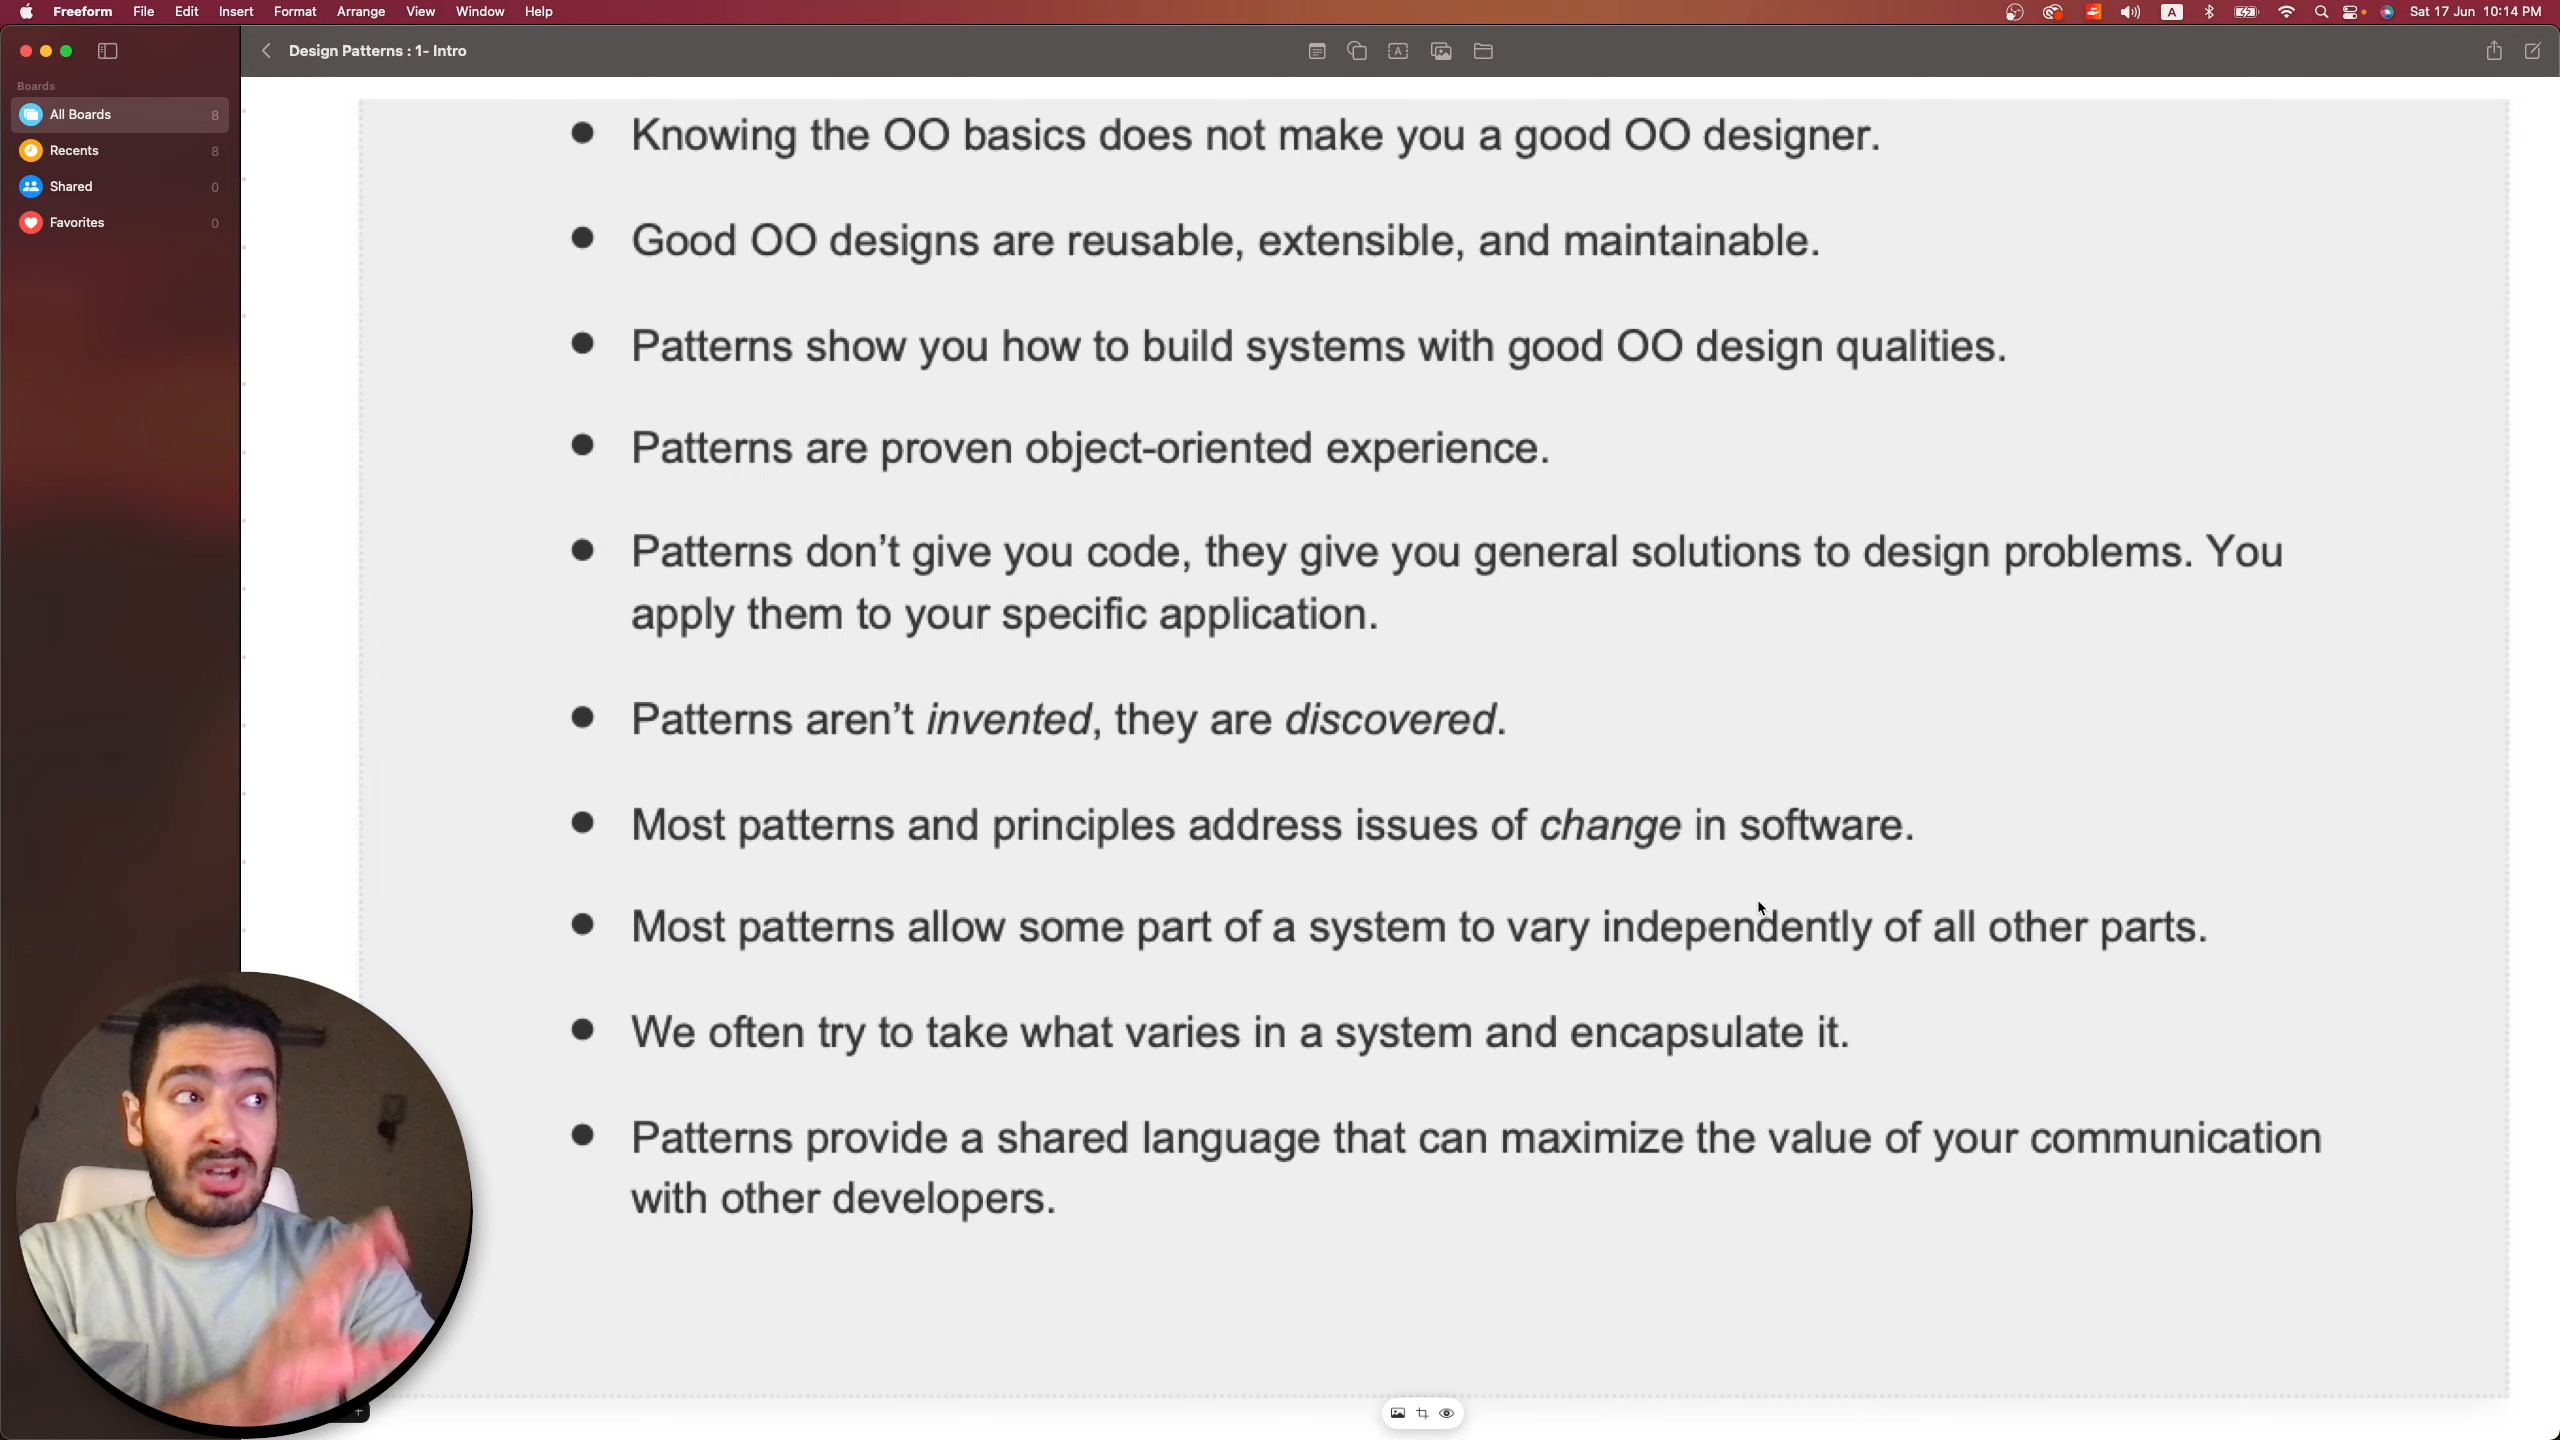 Freeform File Edit Insert Format Arrange View Window Help
A
Sat 17 Jun 10:14 PM
Design Patterns : 1- Intro
A
Boards
All Boards 8
Recents 8
Shared 0
Favorites 0
● Knowing the OO basics does not make you a good OO designer.
● Good OO designs are reusable, extensible, and maintainable.
● Patterns show you how to build systems with good OO design qualities.
● Patterns are proven object-oriented experience.
● Patterns don’t give you code, they give you general solutions to design problems. You
apply them to your specific application.
● Patterns aren’t invented, they are discovered.
● Most patterns and principles address issues of change in software.
● Most patterns allow some part of a system to vary independently of all other parts.
● We often try to take what varies in a system and encapsulate it.
● Patterns provide a shared language that can maximize the value of your communication
with other developers.